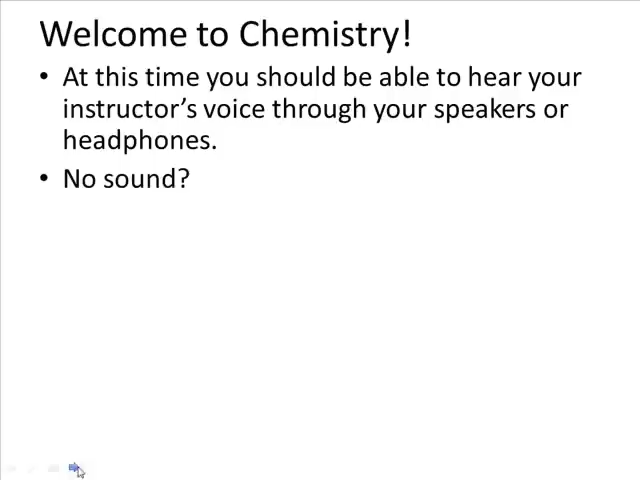 Welcome to Chemistry!
• At this time you should be able to hear your
instructor’s voice through your speakers or
headphones.
• No sound?